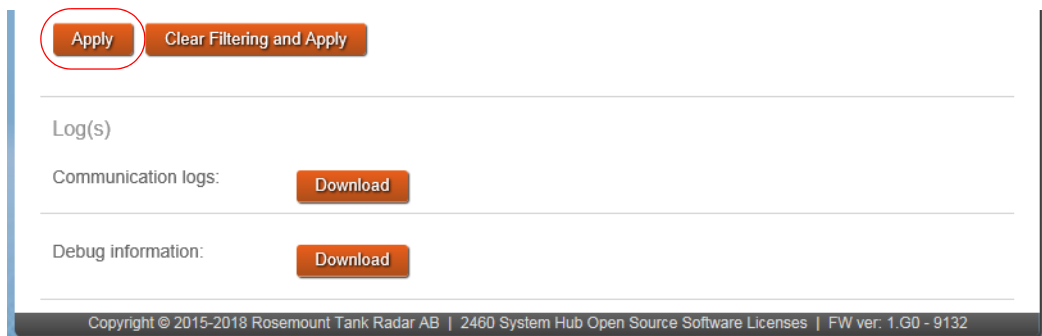 Apply Clear Filtering and Apply
Log(s)
Communication logs: Download
Debug information: Download
Copyright © 2015-2018 Rosemount Tank Radar AB | 2460 System Hub Open Source Software Licenses | FW ver: 1.G0 - 9132